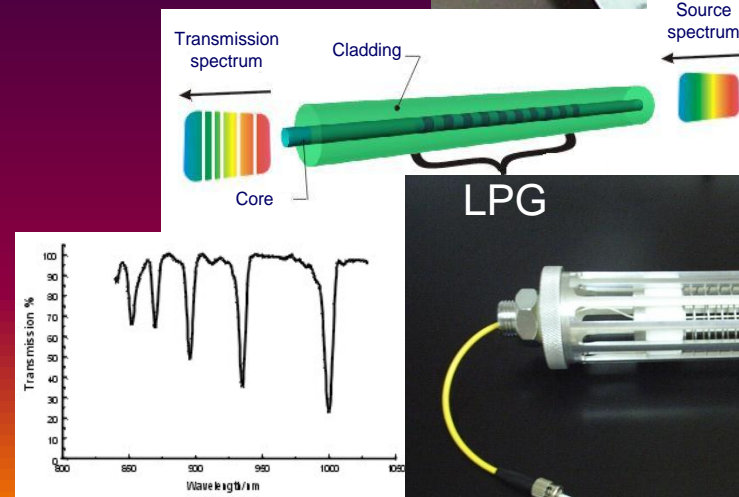 Source
spectrum
Transmission
spectrum
Cladding
Core
LPG
Transmission %
100
90
80
70
60
50
40
30
20
10
0
800
850
900
950
1000
1050
Wavelength/nm